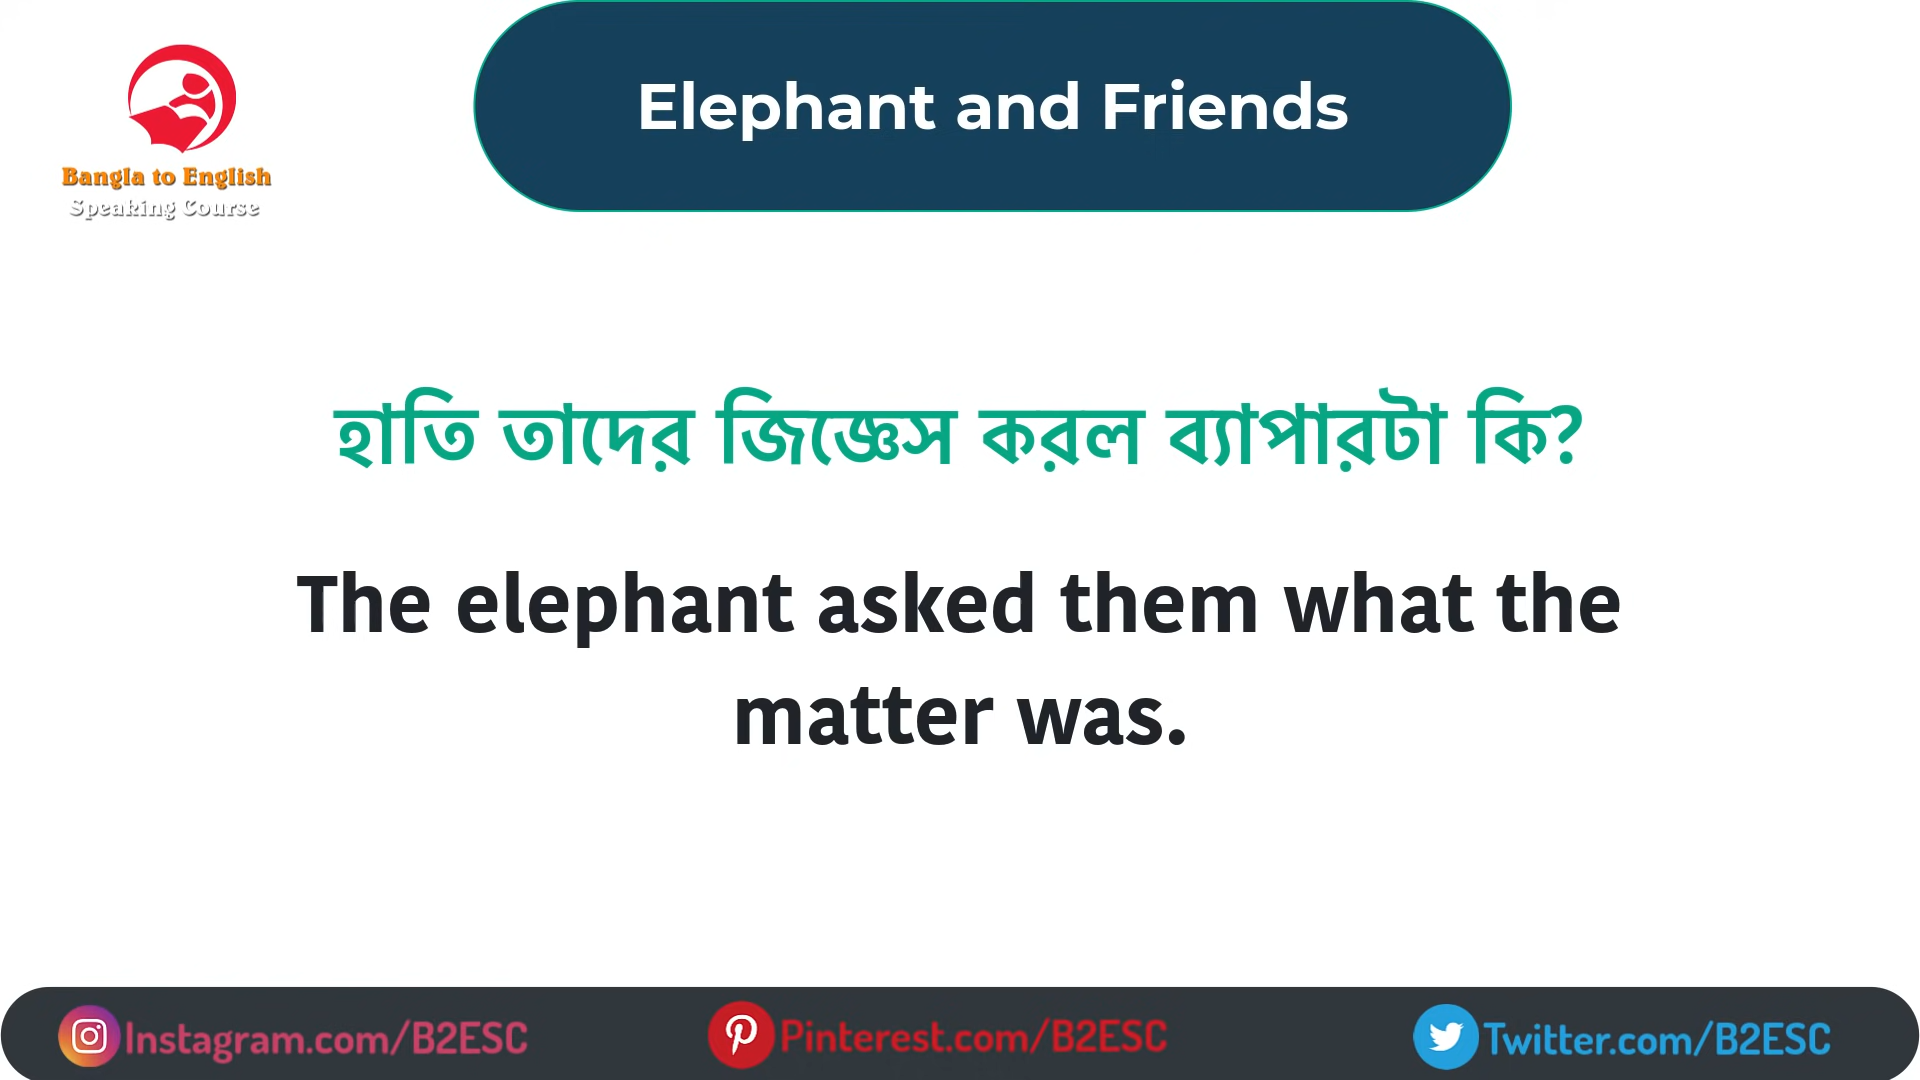 Elephant and Friends
Bangla to English
Speaking Course
হাতি তাদের জিজ্ঞেস করল ব্যাপারটা কি?
The elephant asked them what the
matter was.
Instagram.com/B2ESC
Pinterest.com/B2ESC
Twitter.com/B2ESC